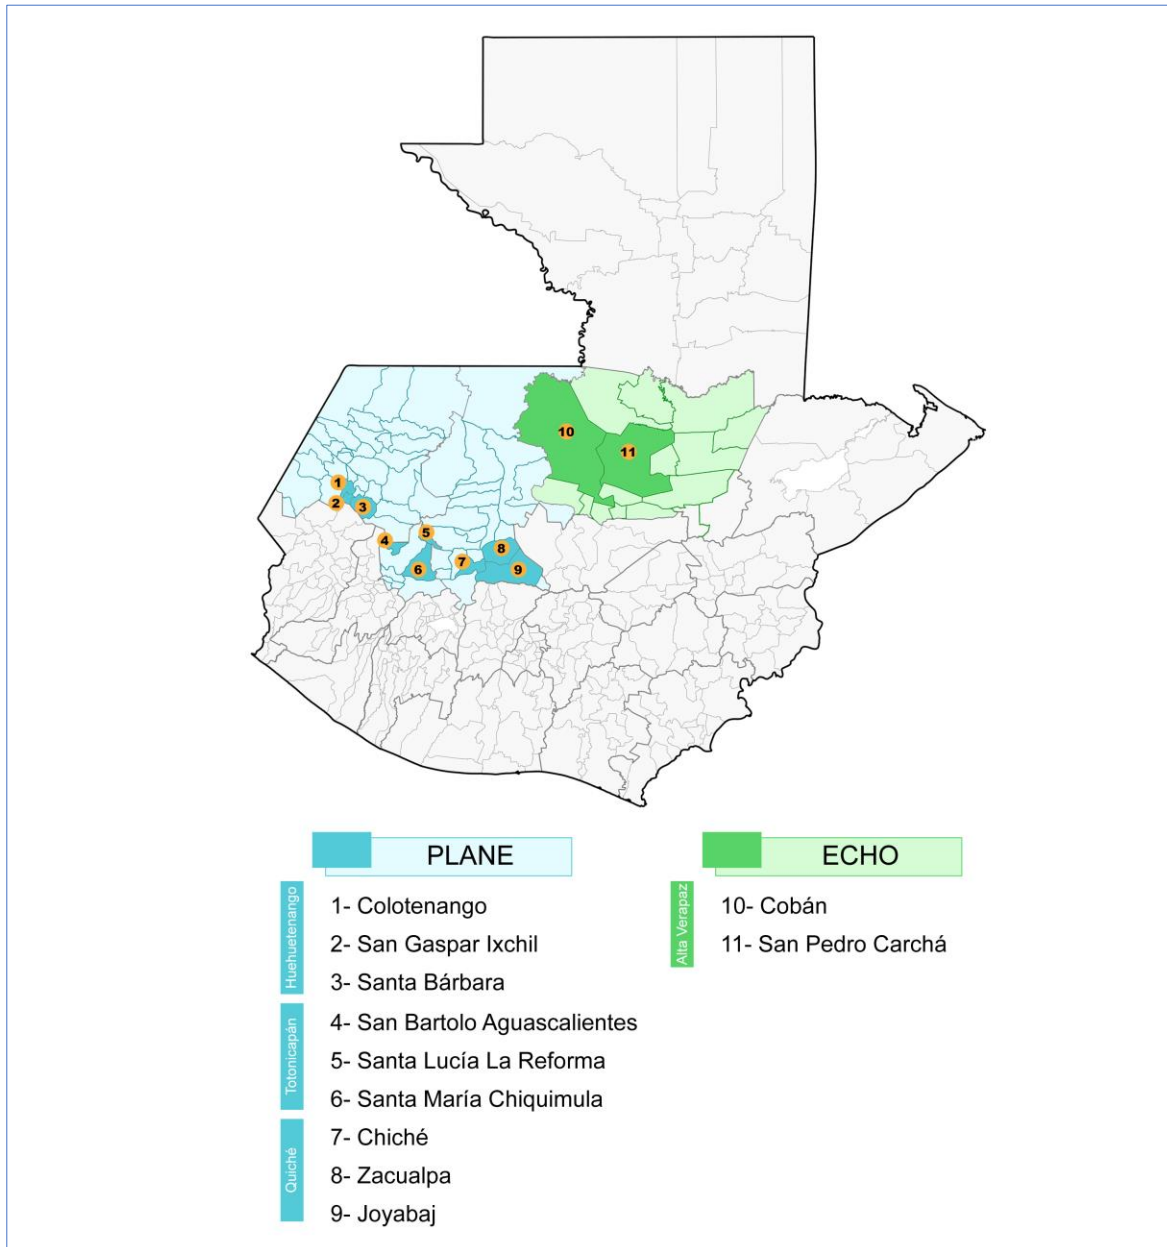 10
11
1
2
3
4
5
6
7
8
9
PLANE
Huehuetenango
1- Colotenango
2- San Gaspar Ixchil
3- Santa Bárbara
Totonicapán
4- San Bartolo Aguascalientes
5- Santa Lucía La Reforma
6- Santa María Chiquimula
Quiché
7- Chiché
8- Zacualpa
9- Joyabaj
ECHO
Alta Verapaz
10- Cobán
11- San Pedro Carchá